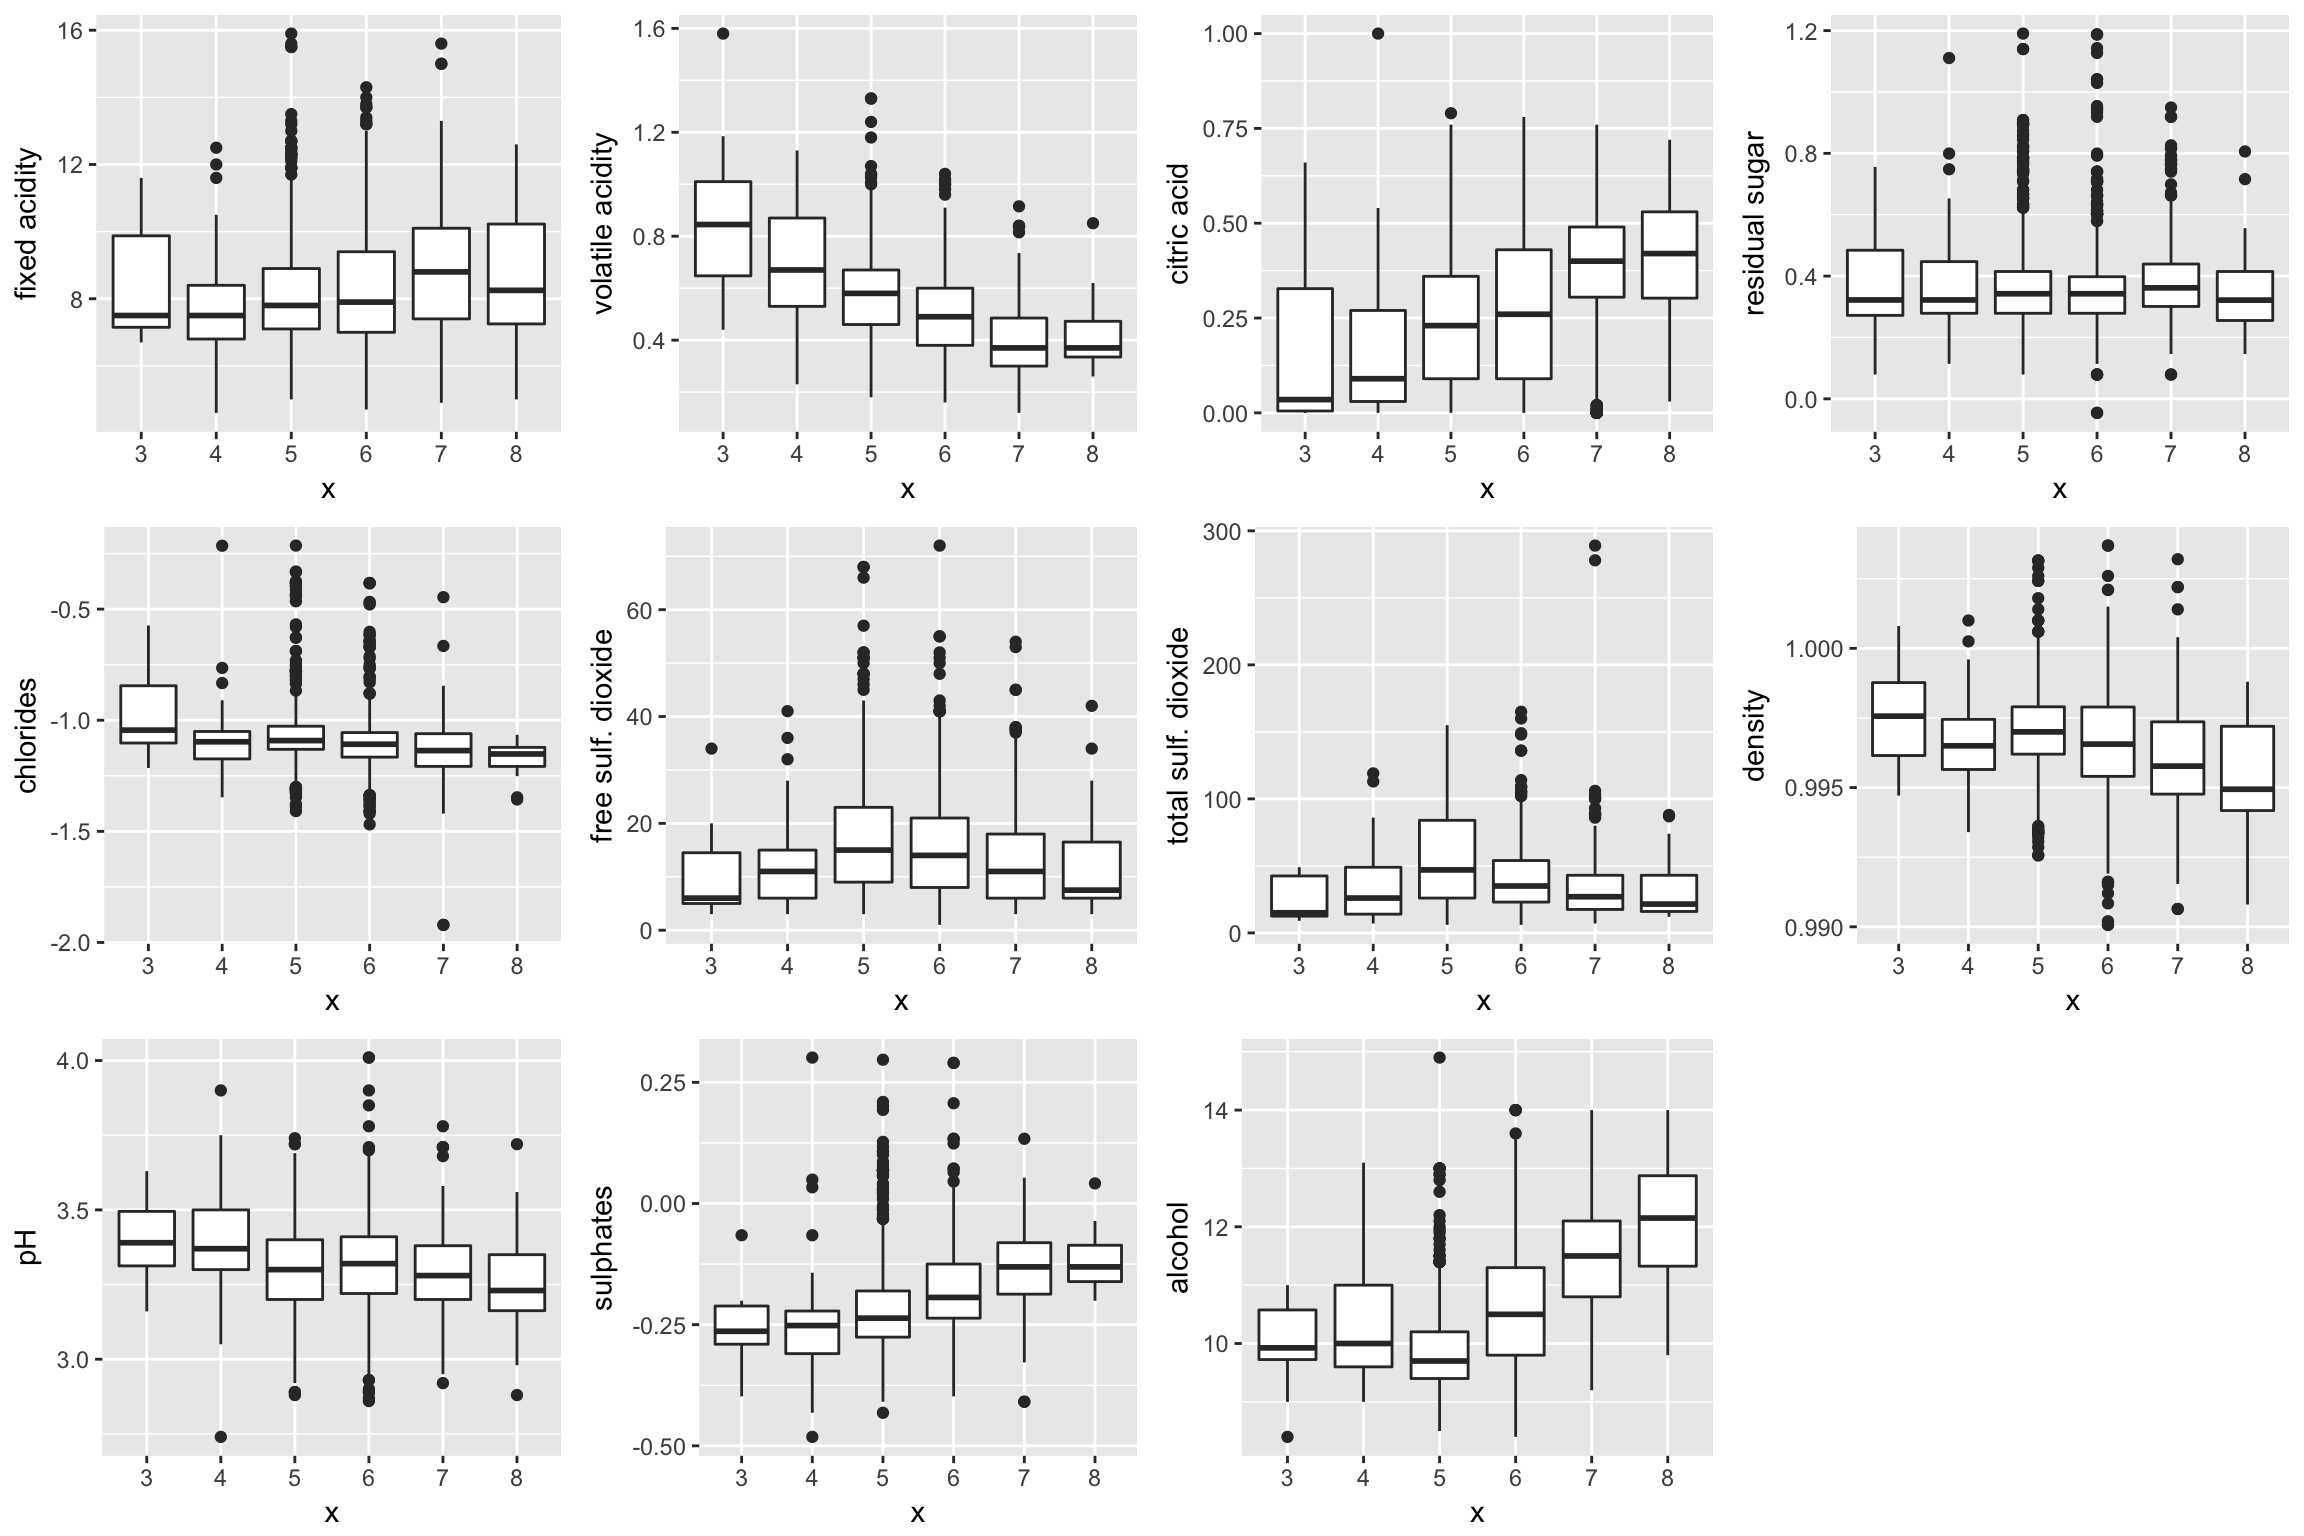 fixed acidity
16
12
8
3 4 5 6 7 8
x
volatile acidity
1.6
1.2
0.8
0.4
3 4 5 6 7 8
x
citric acid
1.00
0.75
0.50
0.25
0.00
3 4 5 6 7 8
x
residual sugar
1.2
0.8
0.4
0.0
3 4 5 6 7 8
x
chlorides
-0.5
-1.0
-1.5
-2.0
3 4 5 6 7 8
x
free sulf. dioxide
60
40
20
0
3 4 5 6 7 8
x
total sulf. dioxide
300
200
100
0
3 4 5 6 7 8
x
density
1.000
0.995
0.990
3 4 5 6 7 8
x
pH
4.0
3.5
3.0
3 4 5 6 7 8
x
sulphates
0.25
0.00
-0.25
-0.50
3 4 5 6 7 8
x
alcohol
14
12
10
3 4 5 6 7 8
x